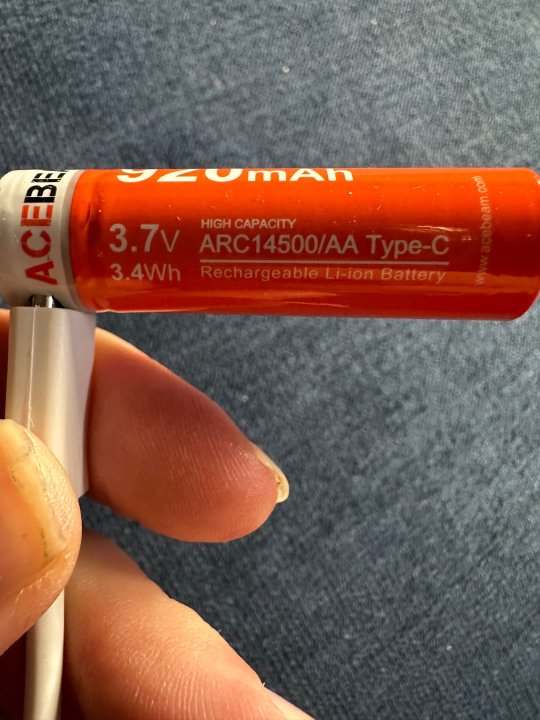 ACEBE
920mAh
3.7V
3.4Wh
HIGH CAPACITY
ARC14500/AA Type-C
Rechargeable Li-ion Battery
www.acebeam.com